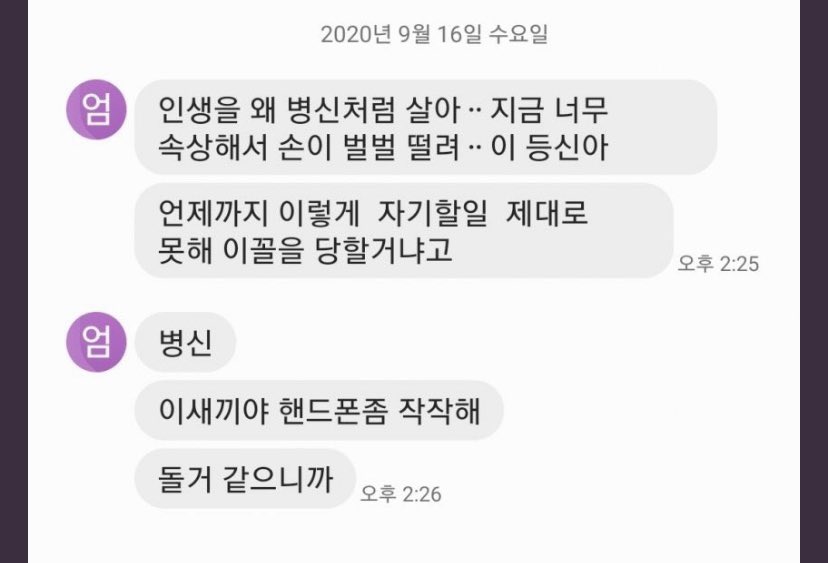 2020년 9월 16일 수요일
엄
인생을 왜 병신처럼 살아·· 지금 너무
속상해서 손이 벌벌 떨려·· 이 등신아
언제까지 이렇게  자기할일  제대로
못해 이꼴을 당할거냐고
오후 2:25
엄
병신
이새끼야 핸드폰좀 작작해
돌거 같으니까
오후 2:26